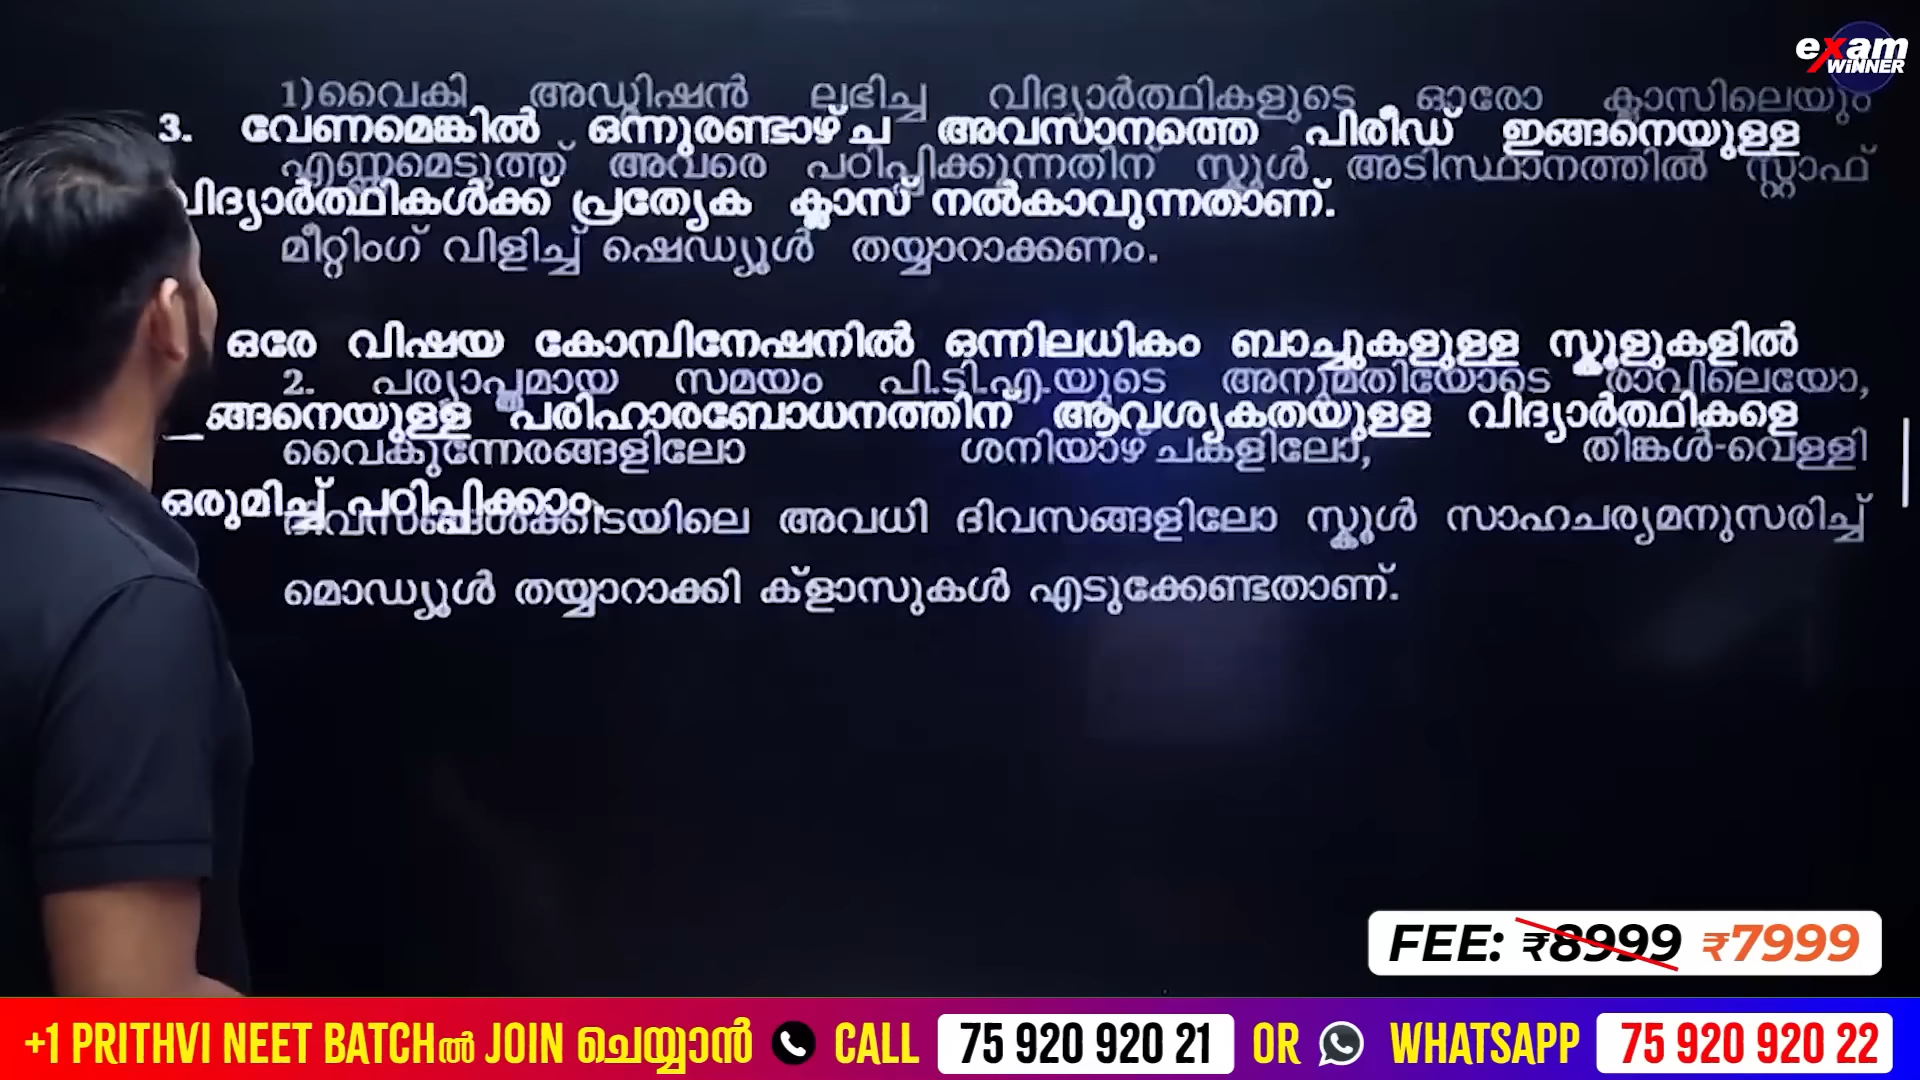 exam
WINNER
1)വൈകി അഡ്മിഷൻ ലഭിച്ച വിദ്യാർത്ഥികളുടെ ഓരോ ക്ലാസിലെയും
3. വേണമെങ്കിൽ ഒന്നുരണ്ടാഴ്ച അവസാനത്തെ പിരീഡ് ഇങ്ങനെയുള്ള
എണ്ണമെടുത്ത് അവരെ പഠിപ്പിക്കുന്നതിന് സ്കൂൾ അടിസ്ഥാനത്തിൽ സ്റ്റാഫ്
വിദ്യാർത്ഥികൾക്ക് പ്രത്യേക ക്ലാസ് നൽകാവുന്നതാണ്.
മീറ്റിംഗ് വിളിച്ച് ഷെഡ്യൂൾ തയ്യാറാക്കണം.
ഒരേ വിഷയ കോമ്പിനേഷനിൽ ഒന്നിലധികം ബാച്ചുകളുള്ള സ്കൂളുകളിൽ
2. പര്യാപ്തമായ സമയം പി.ടി.എ.യുടെ അനുമതിയോടെ രാവിലെയോ,
ങ്ങനെയുള്ള പരിഹാരബോധനത്തിന് ആവശ്യകതയുള്ള വിദ്യാർത്ഥികളെ
വൈകുന്നേരങ്ങളിലോ ശനിയാഴ്ചകളിലോ, തിങ്കൾ-വെള്ളി
ഒരുമിച്ച് പഠിപ്പിക്കാം.
ദിവസങ്ങൾക്കിടയിലെ അവധി ദിവസങ്ങളിലോ സ്കൂൾ സാഹചര്യമനുസരിച്ച്
മൊഡ്യൂൾ തയ്യാറാക്കി ക്ളാസുകൾ എടുക്കേണ്ടതാണ്.
FEE: ₹8999 ₹7999
+1 PRITHVI NEET BATCHൽ JOIN ചെയ്യാൻ CALL 75 920 920 21 OR WHATSAPP 75 920 920 22